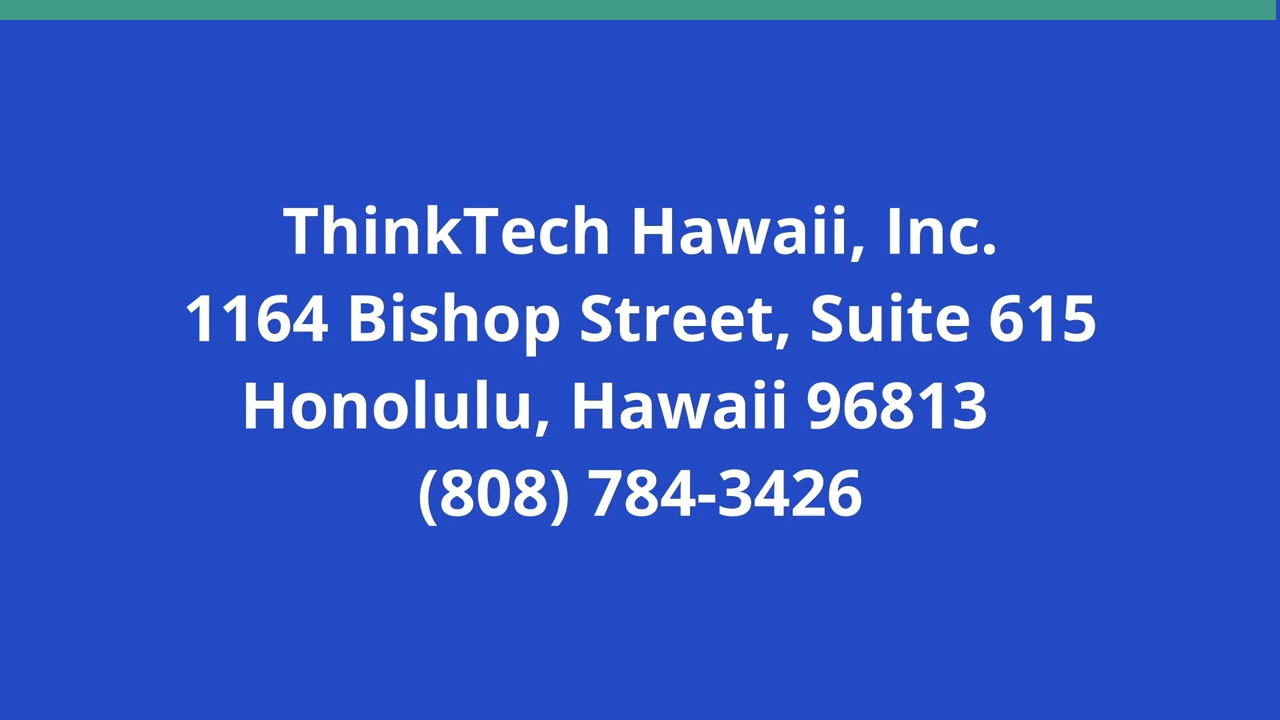 ThinkTech Hawaii, Inc.
1164 Bishop Street, Suite 615
Honolulu, Hawaii 96813
(808) 784-3426